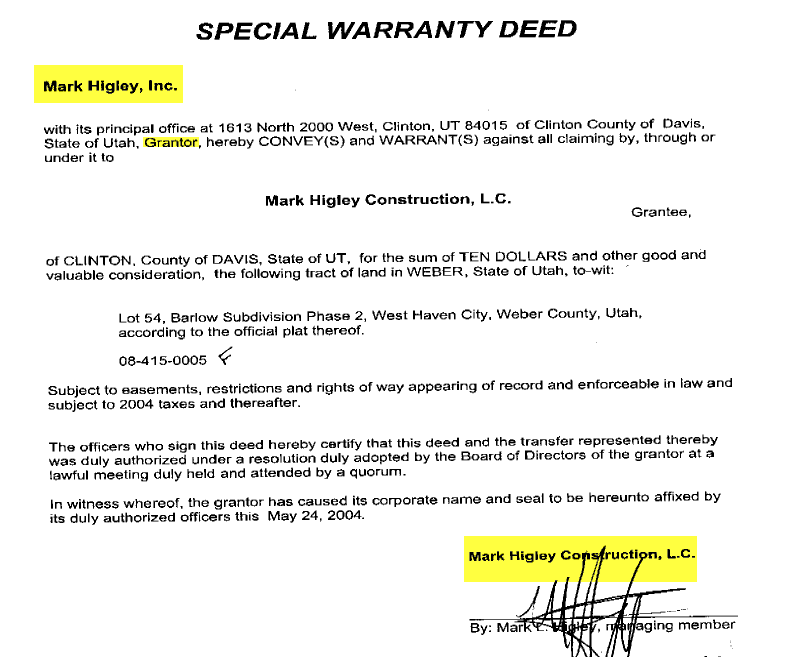 SPECIAL WARRANTY DEED
Mark Higley, Inc.
with its principal office at 1613 North 2000 West, Clinton, UT 84015 of Clinton County of Davis,
State of Utah, Grantor, hereby CONVEY(S) and WARRANT(S) against all claiming by, through or
under it to
Mark Higley Construction, L.C.
Grantee,
of CLINTON, County of DAVIS, State of UT, for the sum of TEN DOLLARS and other good and
valuable consideration, the following tract of land in WEBER, State of Utah, to-wit:
Lot 54, Barlow Subdivision Phase 2, West Haven City, Weber County, Utah,
according to the official plat thereof.
08-415-0005
Subject to easements, restrictions and rights of way appearing of record and enforceable in law and
subject to 2004 taxes and thereafter.
The officers who sign this deed hereby certify that this deed and the transfer represented thereby
was duly authorized under a resolution duly adopted by the Board of Directors of the grantor at a
lawful meeting duly held and attended by a quorum.
In witness whereof, the grantor has caused its corporate name and seal to be hereunto affixed by
its duly authorized officers this May 24, 2004.
Mark Higley Construction, L.C.
By: Mark L. Higley, managing member